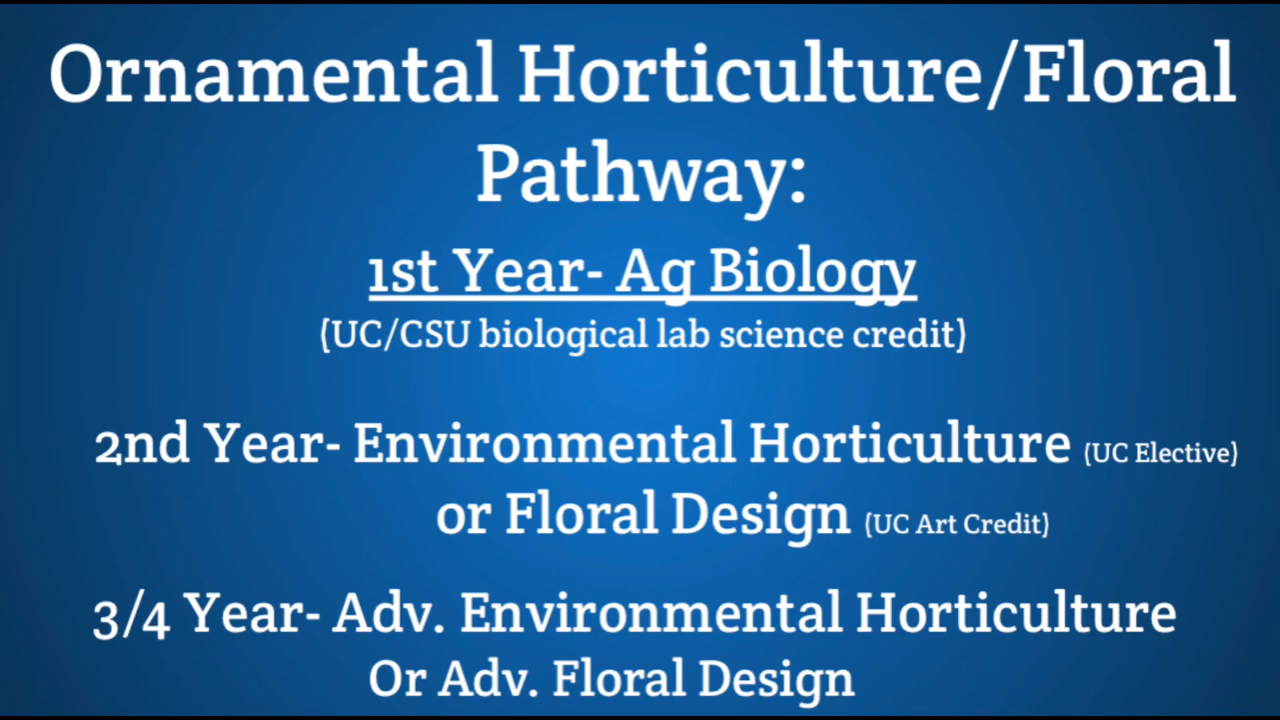 Ornamental Horticulture/Floral
Pathway:
1st Year- Ag Biology
(UC/CSU biological lab science credit)
2nd Year- Environmental Horticulture (UC Elective)
or Floral Design (UC Art Credit)
3/4 Year- Adv. Environmental Horticulture
Or Adv. Floral Design